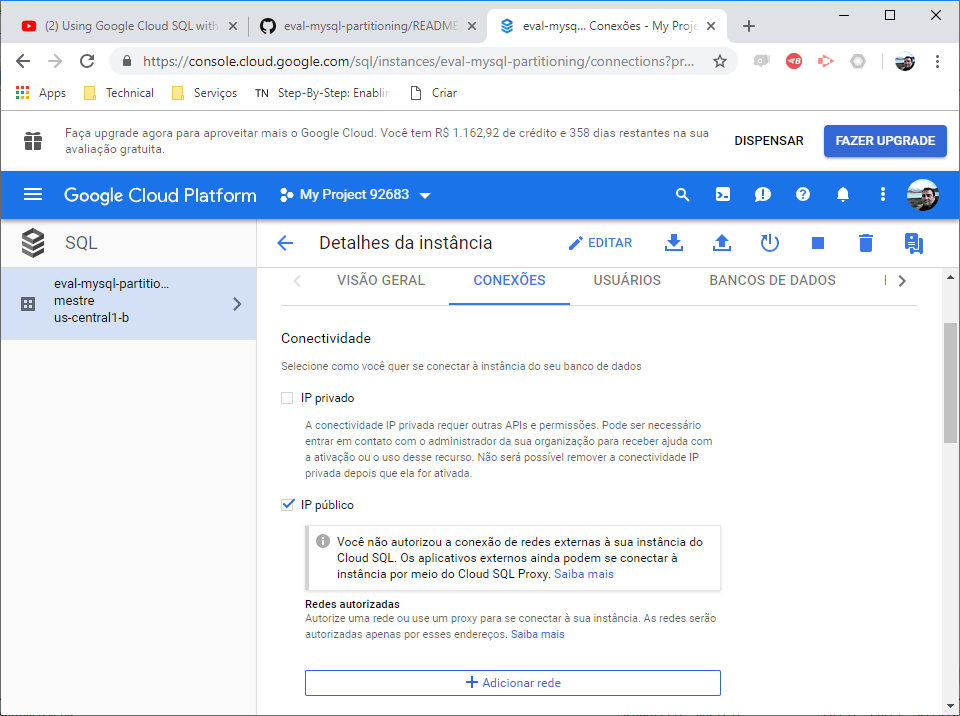 (2) Using Google Cloud SQL with
eval-mysql-partitioning/README
eval-mysq... Conexões - My Proje
https://console.cloud.google.com/sql/instances/eval-mysql-partitioning/connections?pr...
Apps
Technical
Serviços
TN Step-By-Step: Enablin
Criar
Faça upgrade agora para aproveitar mais o Google Cloud. Você tem R$ 1.162,92 de crédito e 358 dias restantes na sua
avaliação gratuita.
DISPENSAR
FAZER UPGRADE
Google Cloud Platform
My Project 92683
SQL
Detalhes da instância
EDITAR
eval-mysql-partitio...
mestre
us-central1-b
VISÃO GERAL
CONEXÕES
USUÁRIOS
BANCOS DE DADOS
Conectividade
Selecione como você quer se conectar à instância do seu banco de dados
IP privado
A conectividade IP privada requer outras APIs e permissões. Pode ser necessário
entrar em contato com o administrador da sua organização para receber ajuda com
a ativação ou o uso desse recurso. Não será possível remover a conectividade IP
privada depois que ela for ativada.
IP público
Você não autorizou a conexão de redes externas à sua instância do
Cloud SQL. Os aplicativos externos ainda podem se conectar à
instância por meio do Cloud SQL Proxy. Saiba mais
Redes autorizadas
Autorize uma rede ou use um proxy para se conectar à sua instância. As redes serão
autorizadas apenas por esses endereços. Saiba mais
+ Adicionar rede